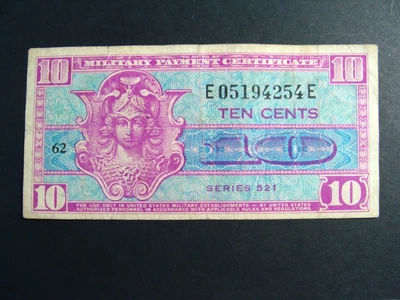 MILITARY PAYMENT CERTIFICATE
10 10
E05194254E
TEN CENTS
62
10
SERIES 521
10 10
FOR USE ONLY IN UNITED STATES MILITARY ESTABLISHMENTS — BY UNITED STATES
AUTHORIZED PERSONNEL IN ACCORDANCE WITH APPLICABLE RULES AND REGULATIONS.